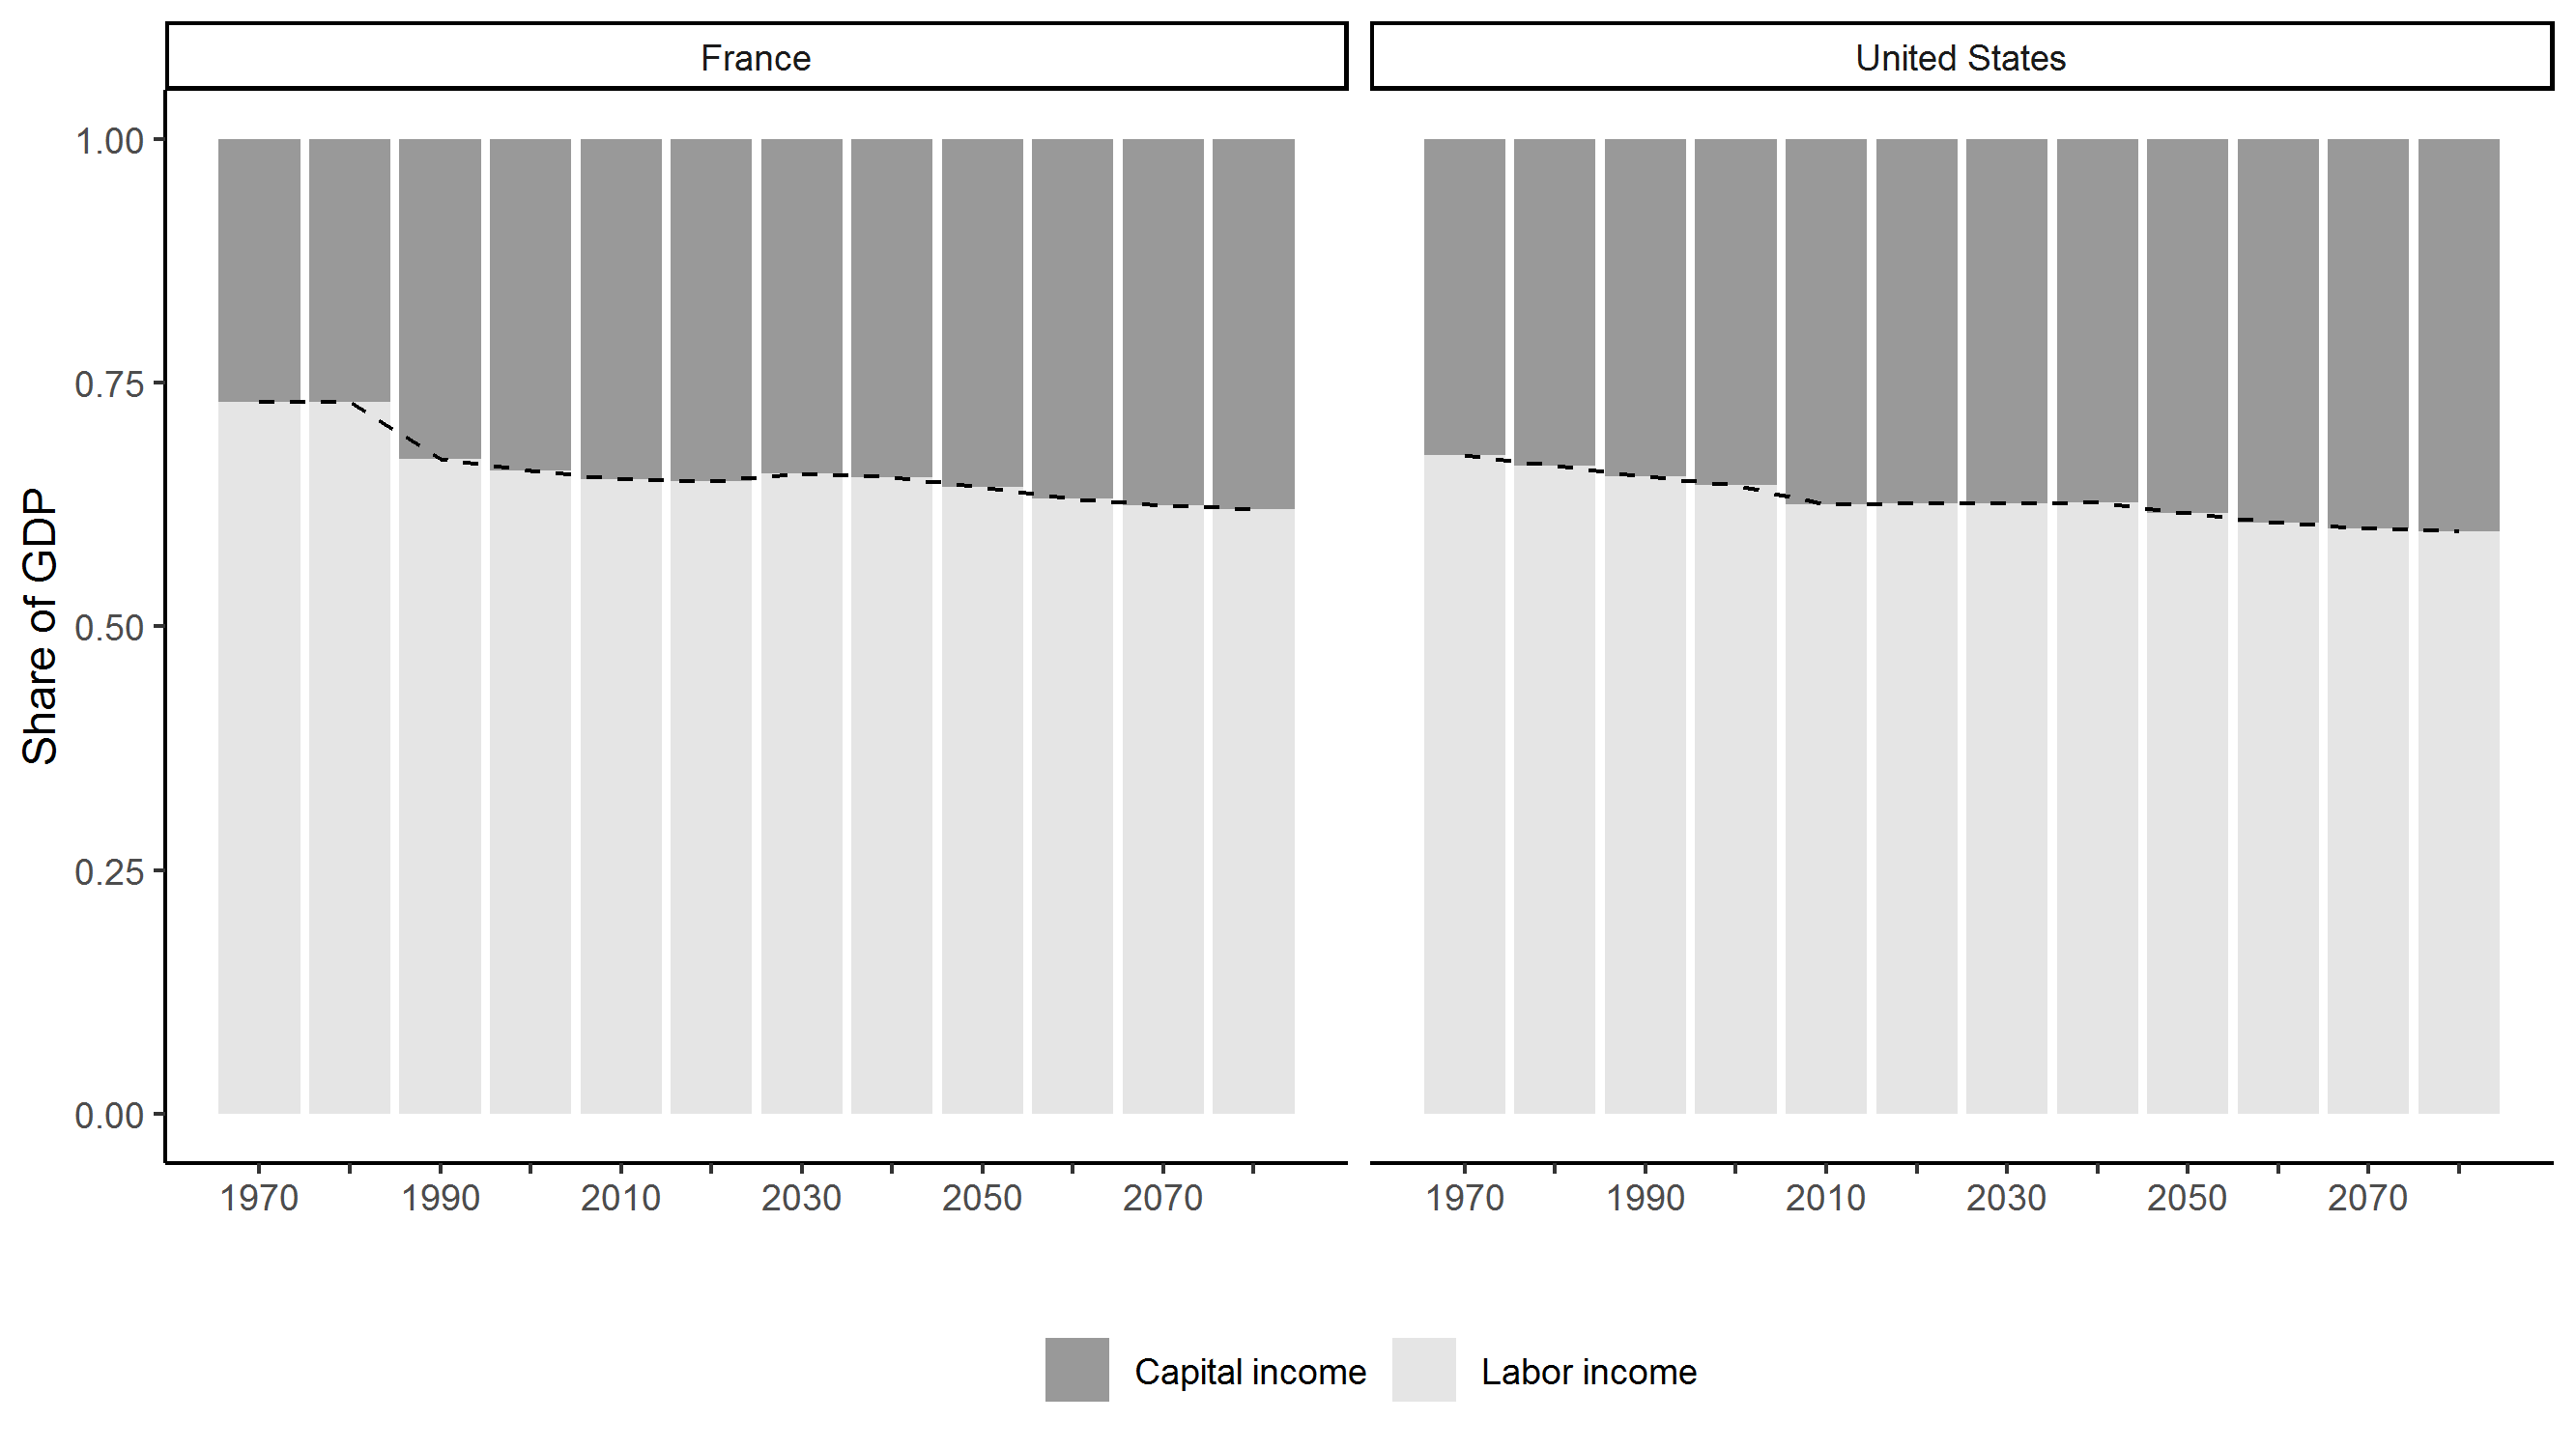 France
United States
Share of GDP
1.00
0.75
0.50
0.25
0.00
1970 1990 2010 2030 2050 2070
1970 1990 2010 2030 2050 2070
Capital income
Labor income